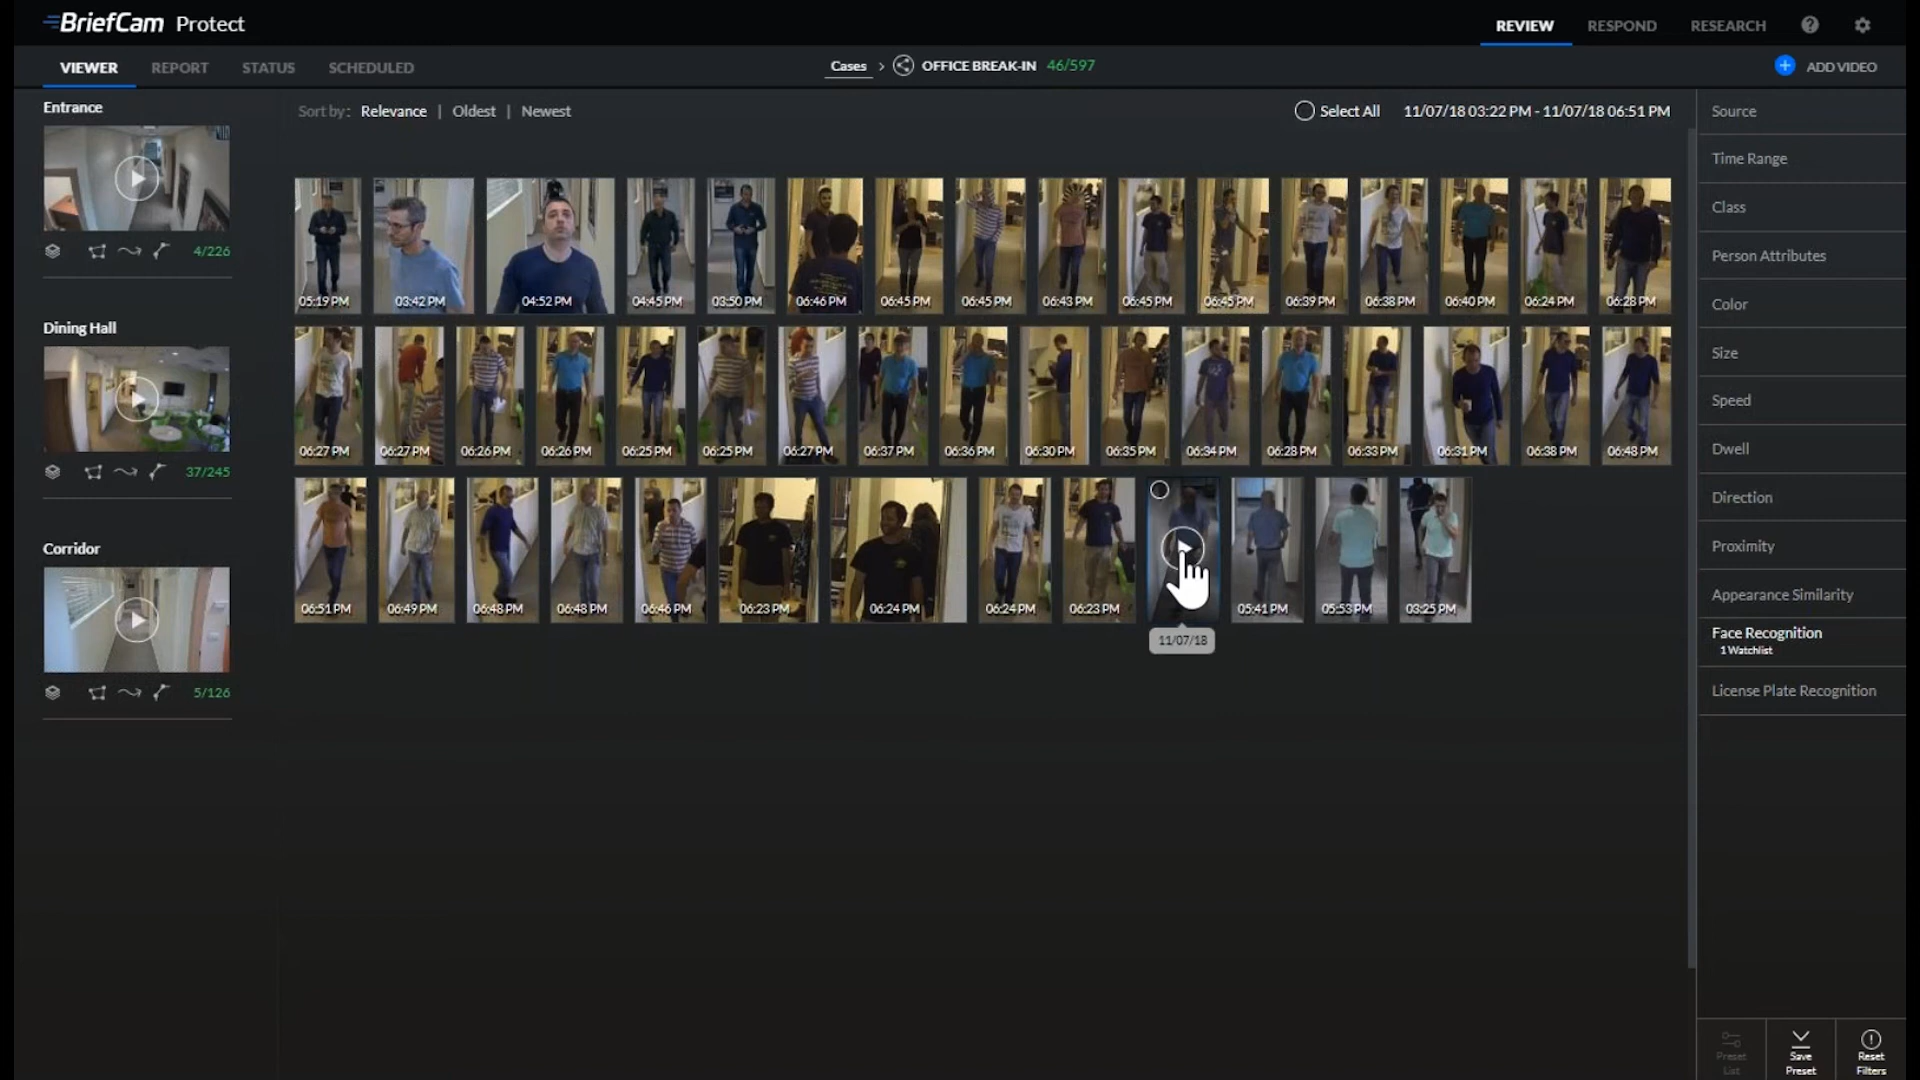 BriefCam Protect
REVIEW RESPOND RESEARCH ?
VIEWER REPORT STATUS SCHEDULED
Cases > OFFICE BREAK-IN 46/597
+ ADD VIDEO
Entrance
4/226
Dining Hall
37/245
Corridor
5/126
Sort by: Relevance | Oldest | Newest
Select All 11/07/18 03:22 PM - 11/07/18 06:51 PM
05:19 PM 03:42 PM 04:52 PM 04:45 PM 03:50 PM 06:46 PM 06:45 PM 06:45 PM 06:43 PM 06:45 PM 06:45 PM 06:39 PM 06:38 PM 06:40 PM 06:24 PM 06:28 PM
06:27 PM 06:27 PM 06:26 PM 06:26 PM 06:25 PM 06:25 PM 06:27 PM 06:37 PM 06:36 PM 06:30 PM 06:35 PM 06:34 PM 06:28 PM 06:33 PM 06:31 PM 06:38 PM 06:48 PM
06:51 PM 06:49 PM 06:48 PM 06:48 PM 06:46 PM 06:23 PM 06:24 PM 06:24 PM 06:23 PM 05:41 PM 05:53 PM 03:25 PM
11/07/18
Source
Time Range
Class
Person Attributes
Color
Size
Speed
Dwell
Direction
Proximity
Appearance Similarity
Face Recognition
1 Watchlist
License Plate Recognition
Preset
List
Save
Preset
Reset
Filters